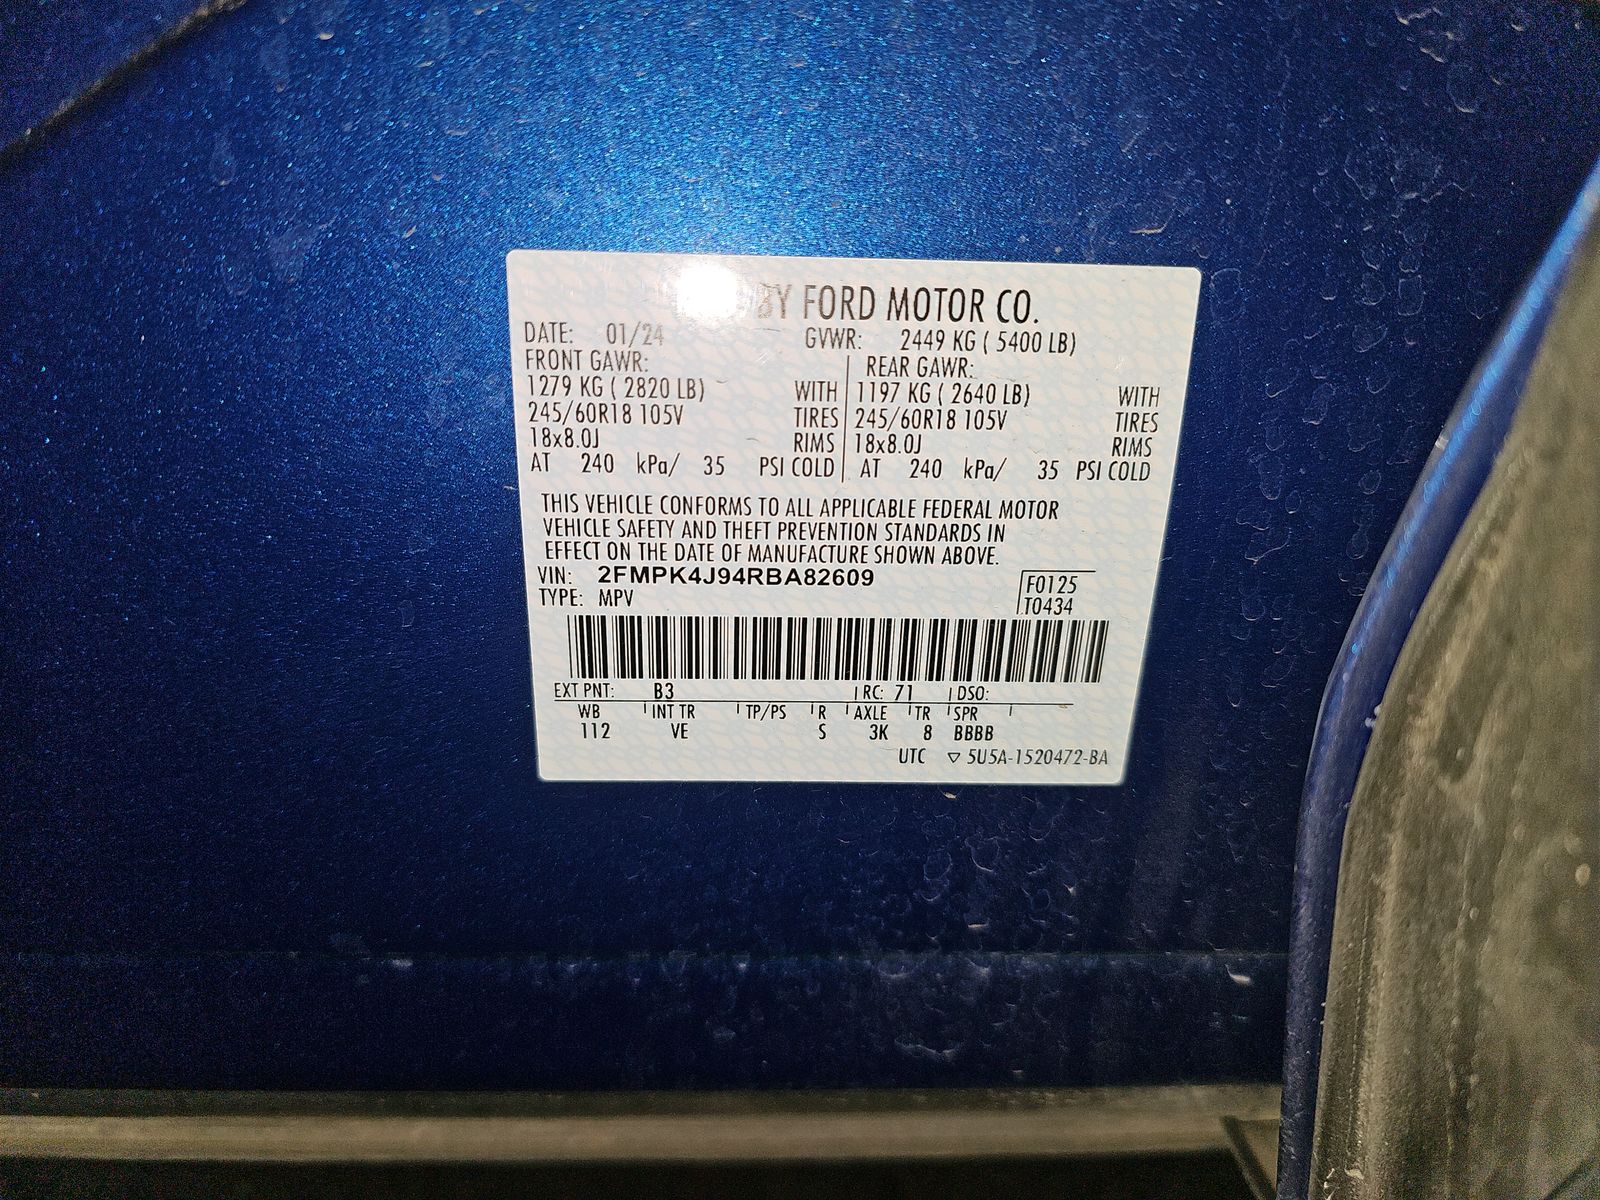 BY FORD MOTOR CO.
DATE: 01/24 GVWR: 2449 KG ( 5400 LB)
FRONT GAWR: REAR GAWR:
1279 KG ( 2820 LB) WITH 1197 KG ( 2640 LB) WITH
245/60R18 105V TIRES 245/60R18 105V TIRES
18x8.0J RIMS 18x8.0J RIMS
AT 240 kPa/ 35 PSI COLD AT 240 kPa/ 35 PSI COLD
THIS VEHICLE CONFORMS TO ALL APPLICABLE FEDERAL MOTOR
VEHICLE SAFETY AND THEFT PREVENTION STANDARDS IN
EFFECT ON THE DATE OF MANUFACTURE SHOWN ABOVE.
VIN: 2FMPK4J94RBA82609
TYPE: MPV
F0125
T0434
EXT PNT: B3 RC: 71 DSO:
WB INT TR TP/PS R AXLE TR SPR
112 VE S 3K 8 BBBB
UTC ▽ 5U5A-1520472-BA